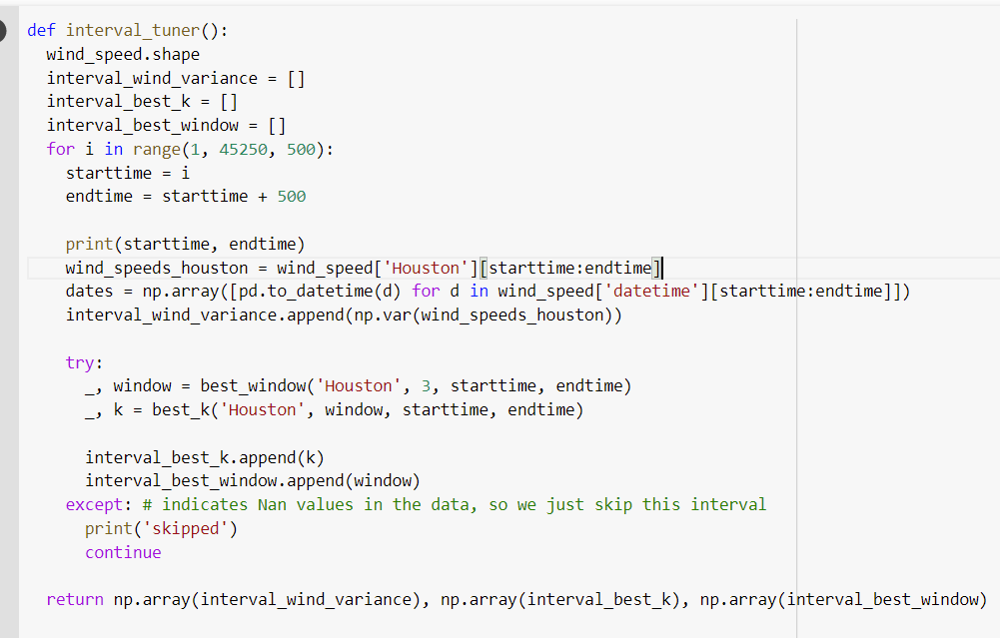 def interval_tuner():
  wind_speed.shape
  interval_wind_variance = []
  interval_best_k = []
  interval_best_window = []
  for i in range(1, 45250, 500):
    starttime = i
    endtime = starttime + 500

    print(starttime, endtime)
    wind_speeds_houston = wind_speed['Houston'][starttime:endtime]
    dates = np.array([pd.to_datetime(d) for d in wind_speed['datetime'][starttime:endtime]])
    interval_wind_variance.append(np.var(wind_speeds_houston))

    try:
      _, window = best_window('Houston', 3, starttime, endtime)
      _, k = best_k('Houston', window, starttime, endtime)

      interval_best_k.append(k)
      interval_best_window.append(window)
    except: # indicates Nan values in the data, so we just skip this interval
      print('skipped')
      continue

  return np.array(interval_wind_variance), np.array(interval_best_k), np.array(interval_best_window)